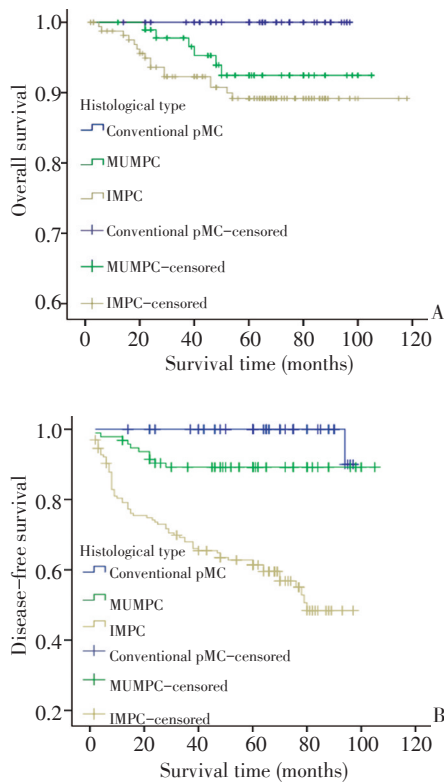 1.0
0.9
0.8
0.7
0.6
Overall survival
Histological type
Conventional pMC
MUMPC
IMPC
Conventional pMC-censored
MUMPC-censored
IMPC-censored
0 20 40 60 80 100 120
Survival time (months)
A
1.0
0.8
0.6
0.4
0.2
Disease-free survival
Histological type
Conventional pMC
MUMPC
IMPC
Conventional pMC-censored
MUMPC-censored
IMPC-censored
0 20 40 60 80 100 120
Survival time (months)
B